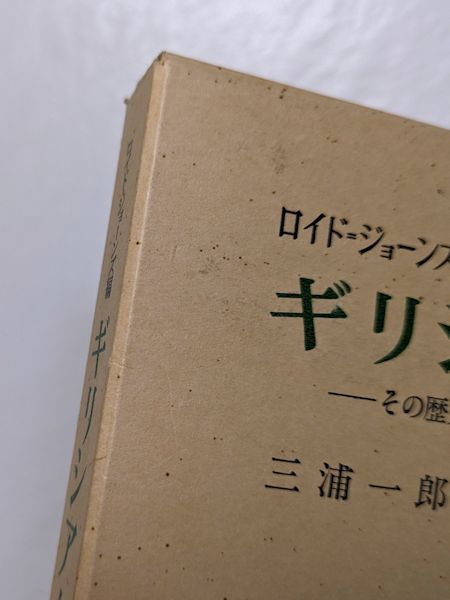 ロイド=ジョーンズ
ギリシ
──その歴
三浦一郎
ロイド=ジョーンズ編
ギリシア